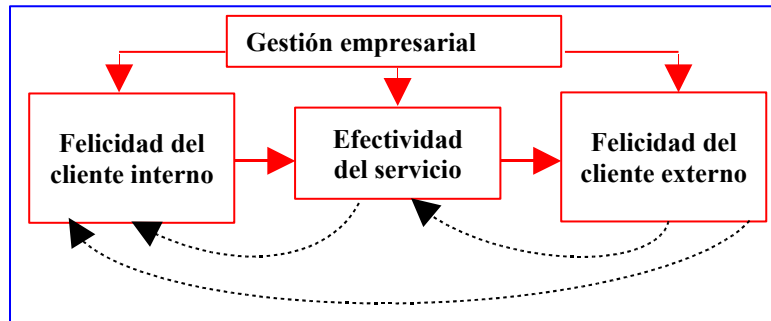 Gestión empresarial
Felicidad del
cliente interno
Efectividad
del servicio
Felicidad del
cliente externo